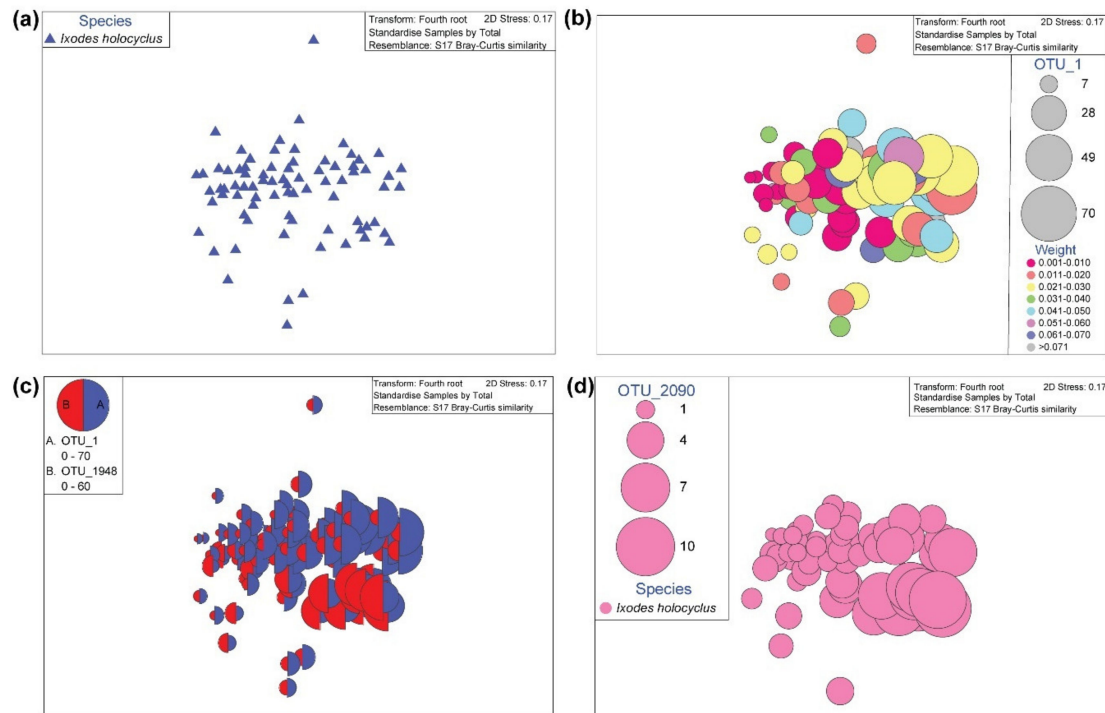 (a)
Species
Ixodes holocyclus
Transform: Fourth root 2D Stress: 0.17
Standardise Samples by Total
Resemblance: S17 Bray-Curtis similarity
(b)
Transform: Fourth root 2D Stress: 0.17
Standardise Samples by Total
Resemblance: S17 Bray-Curtis similarity
OTU_1
7
28
49
70
Weight
0.001-0.010
0.011-0.020
0.021-0.030
0.031-0.040
0.041-0.050
0.051-0.060
0.061-0.070
>0.071
(c)
B A
A. OTU_1
0 - 70
B. OTU_1948
0 - 60
Transform: Fourth root 2D Stress: 0.17
Standardise Samples by Total
Resemblance: S17 Bray-Curtis similarity
(d)
OTU_2090
1
4
7
10
Species
Ixodes holocyclus
Transform: Fourth root 2D Stress: 0.17
Standardise Samples by Total
Resemblance: S17 Bray-Curtis similarity